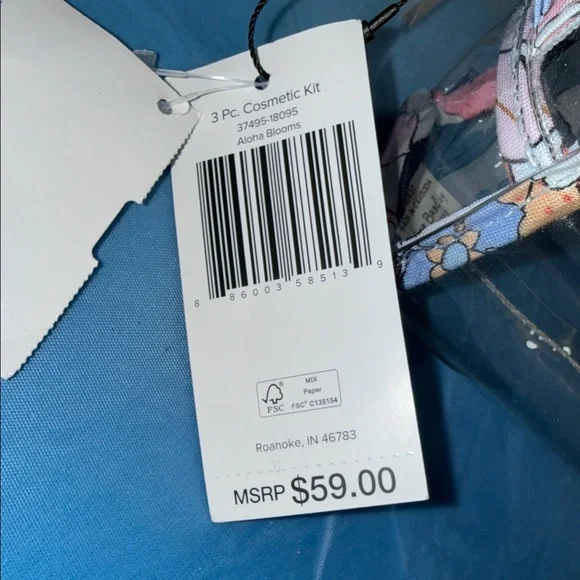 3 Pc. Cosmetic Kit
37495-18095
Aloha Blooms
8 86003 58513 9
FSC
MIX
Paper
FSC® C135154
Roanoke, IN 46783
MSRP $59.00